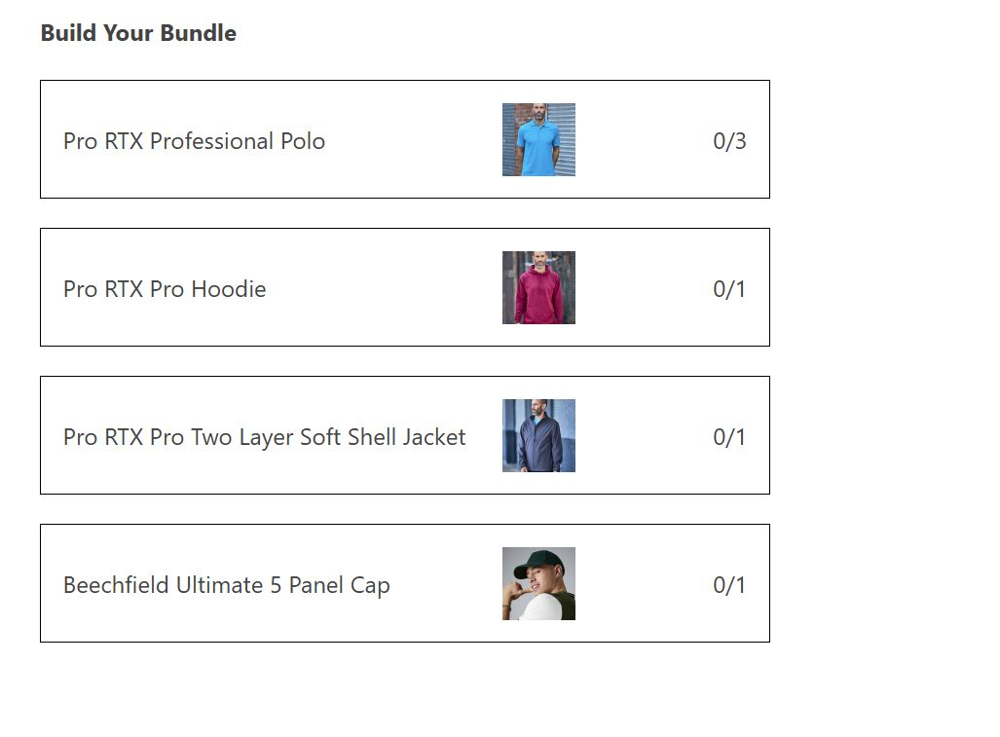 Build Your Bundle
Pro RTX Professional Polo 0/3
Pro RTX Pro Hoodie 0/1
Pro RTX Pro Two Layer Soft Shell Jacket 0/1
Beechfield Ultimate 5 Panel Cap 0/1